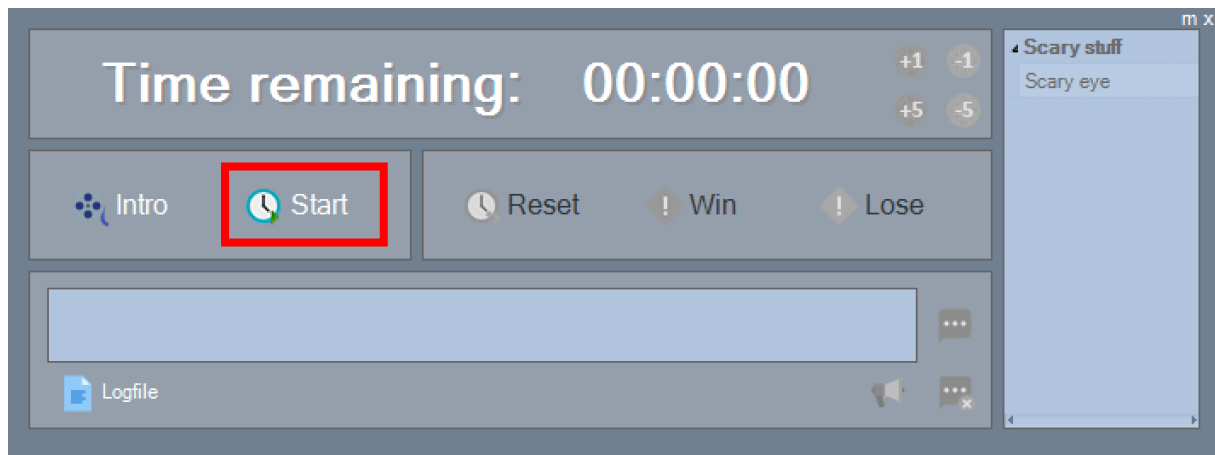 m x
Time remaining: 00:00:00
+1 -1
+5 -5
Scary stuff
Scary eye
Intro
Start
Reset
Win
Lose
Logfile